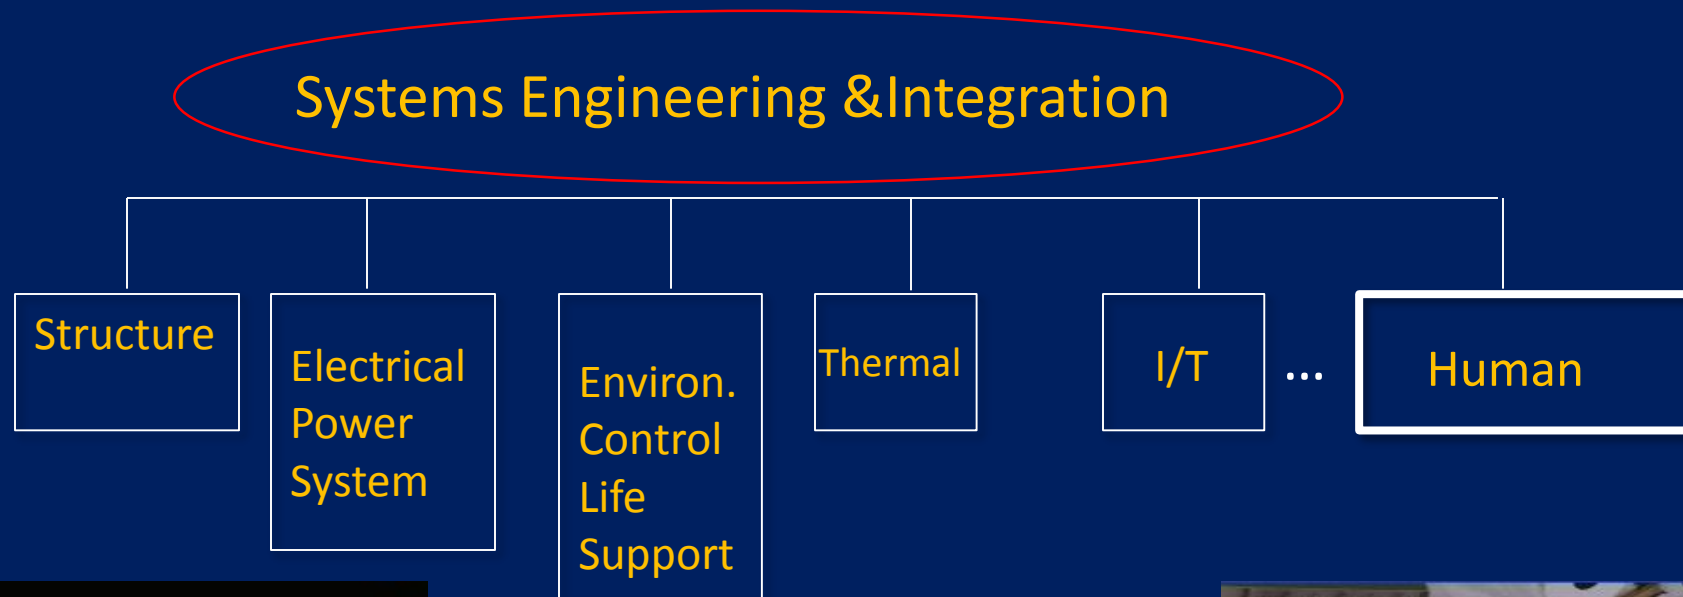 Systems Engineering &Integration
Structure
Electrical
Power
System
Environ.
Control
Life
Support
Thermal
I/T
...
Human